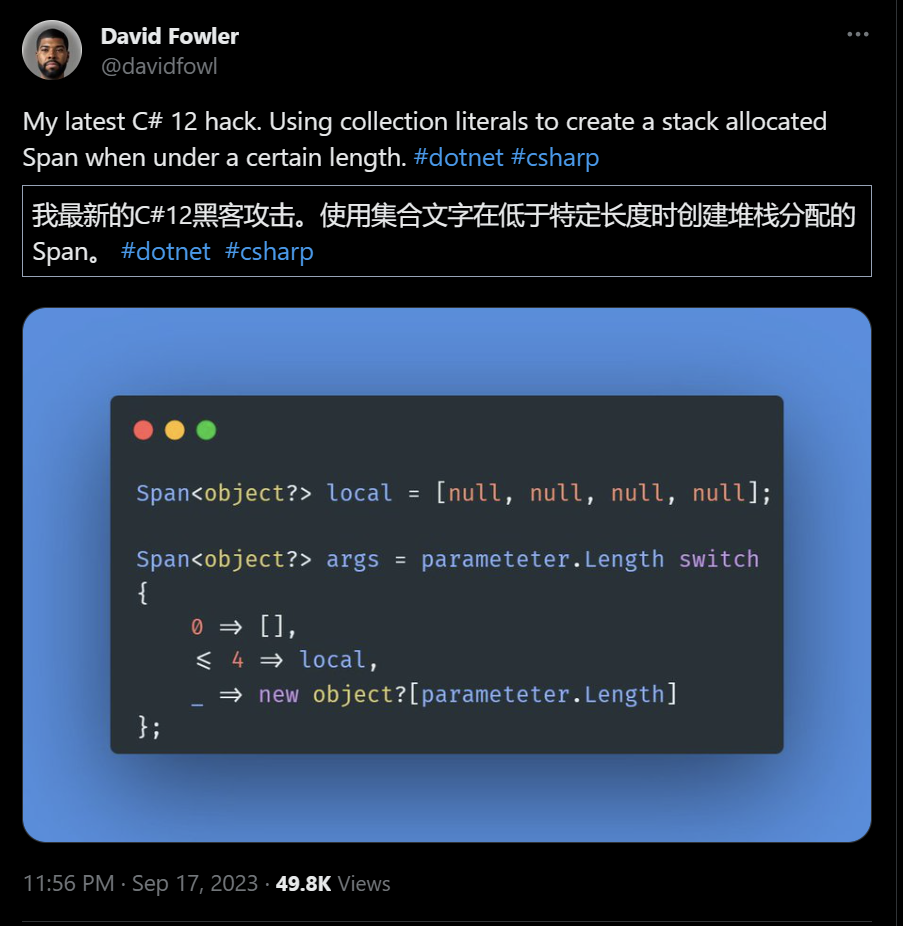 David Fowler
@davidfowl
My latest C# 12 hack. Using collection literals to create a stack allocated
Span when under a certain length. #dotnet #csharp
我最新的C#12黑客攻击。使用集合文字在低于特定长度时创建堆栈分配的
Span。 #dotnet #csharp
Span<object?> local = [null, null, null, null];
Span<object?> args = parameteter.Length switch
{
0 => [],
<= 4 => local,
_ => new object?[parameteter.Length]
};
11:56 PM · Sep 17, 2023 · 49.8K Views